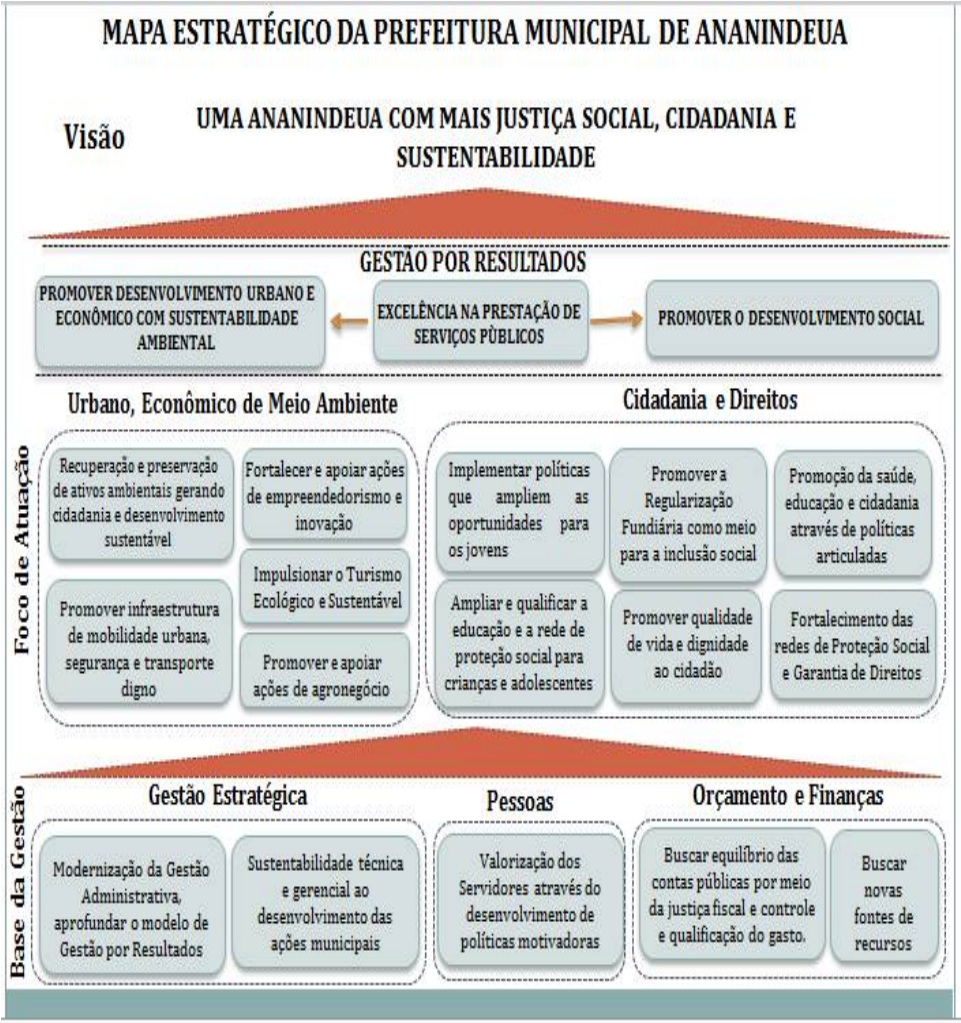 MAPA ESTRATÉGICO DA PREFEITURA MUNICIPAL DE ANANINDEUA
Visão
UMA ANANINDEUA COM MAIS JUSTIÇA SOCIAL, CIDADANIA E
SUSTENTABILIDADE
GESTÃO POR RESULTADOS
PROMOVER DESENVOLVIMENTO URBANO E
ECONÔMICO COM SUSTENTABILIDADE
AMBIENTAL
EXCELÊNCIA NA PRESTAÇÃO DE
SERVIÇOS PÙBLICOS
PROMOVER O DESENVOLVIMENTO SOCIAL
Foco de Atuação
Urbano, Econômico de Meio Ambiente
Recuperação e preservação
de ativos ambientais gerando
cidadania e desenvolvimento
sustentável
Fortalecer e apoiar ações
de empreendedorismo e
inovação
Impulsionar o Turismo
Ecológico e Sustentável
Promover infraestrutura
de mobilidade urbana,
segurança e transporte
digno
Promover e apoiar
ações de agronegócio
Cidadania e Direitos
Implementar políticas
que ampliem as
oportunidades para
os jovens
Promover a
Regularização
Fundiária como meio
para a inclusão social
Promoção da saúde,
educação e cidadania
através de políticas
articuladas
Ampliar e qualificar a
educação e a rede de
proteção social para
crianças e adolescentes
Promover qualidade
de vida e dignidade
ao cidadão
Fortalecimento das
redes de Proteção Social
e Garantia de Direitos
Base da Gestão
Gestão Estratégica
Modernização da Gestão
Administrativa,
aprofundar o modelo de
Gestão por Resultados
Sustentabilidade técnica
e gerencial ao
desenvolvimento das
ações municipais
Pessoas
Valorização dos
Servidores através do
desenvolvimento de
políticas motivadoras
Orçamento e Finanças
Buscar equilíbrio das
contas públicas por meio
da justiça fiscal e controle
e qualificação do gasto.
Buscar
novas
fontes de
recursos